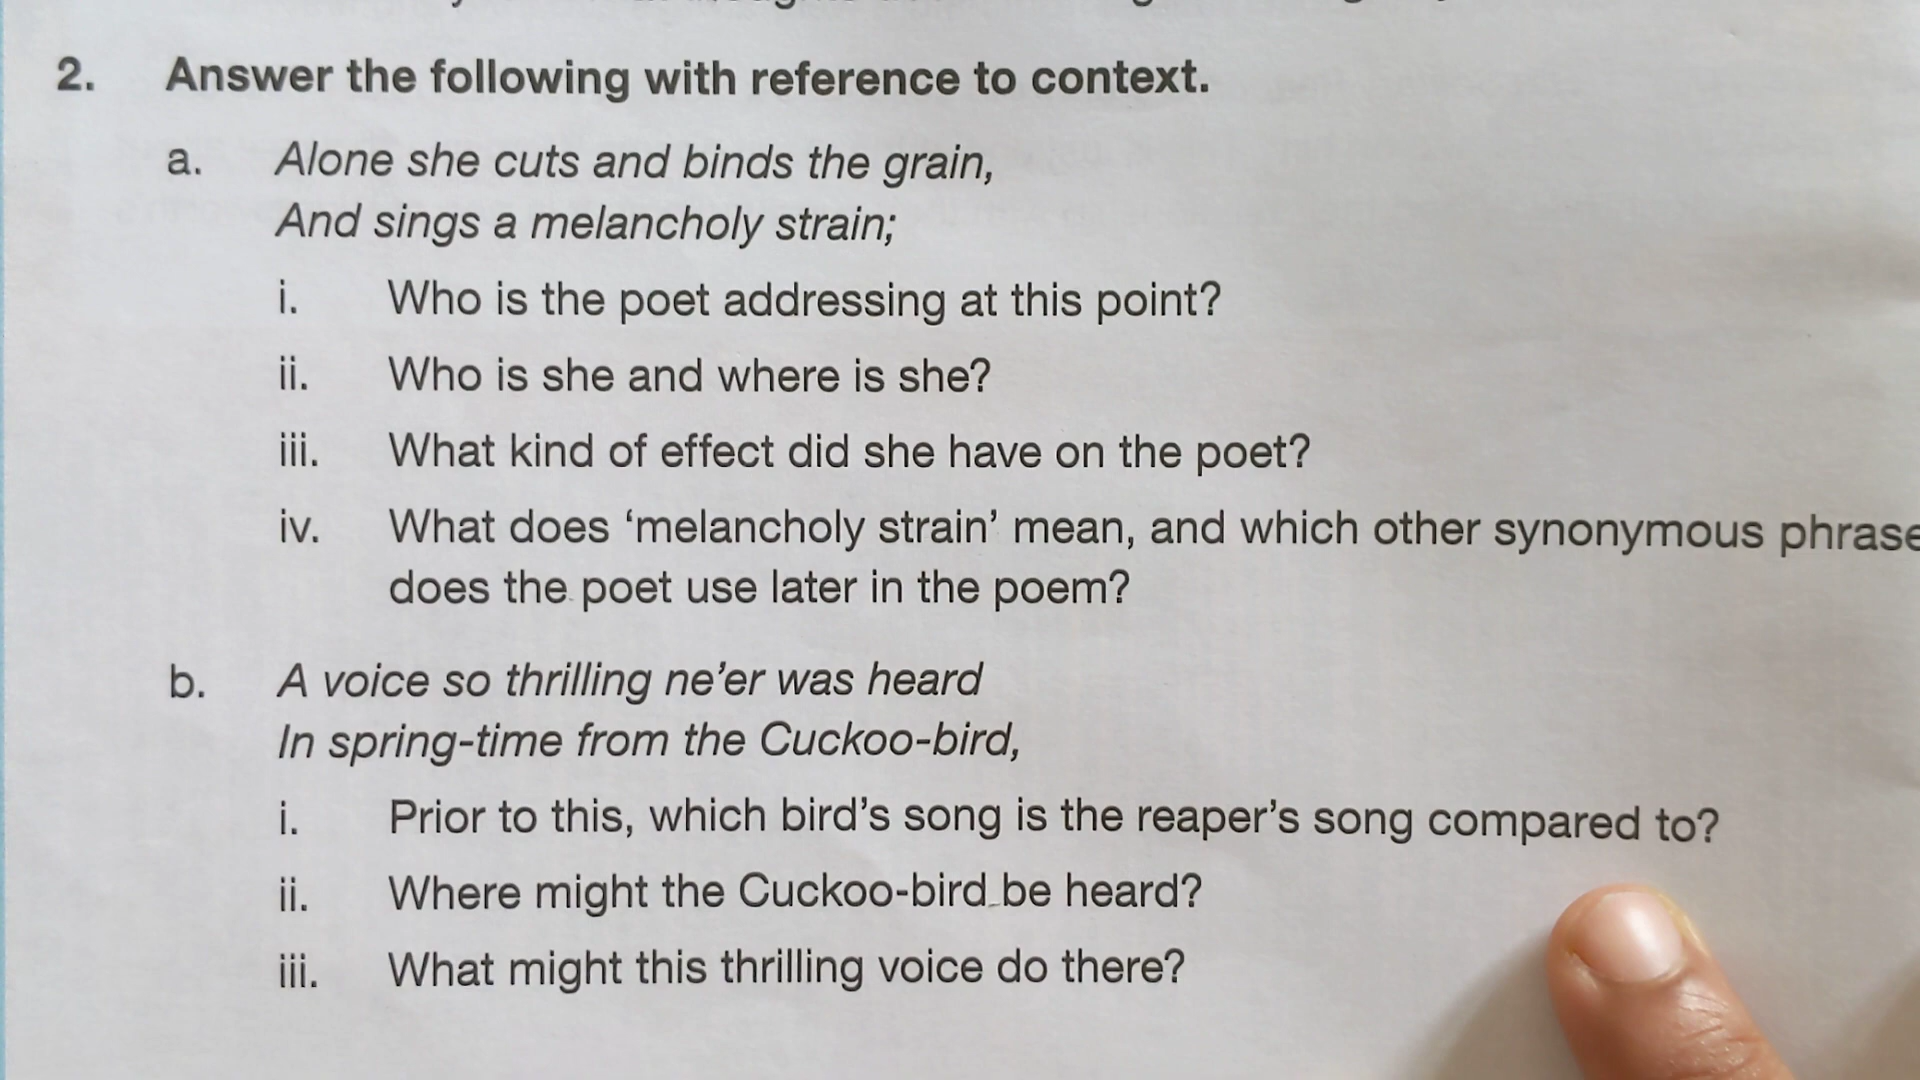 2. Answer the following with reference to context.
a. Alone she cuts and binds the grain,
And sings a melancholy strain;
i. Who is the poet addressing at this point?
ii. Who is she and where is she?
iii. What kind of effect did she have on the poet?
iv. What does ‘melancholy strain’ mean, and which other synonymous phrase
does the poet use later in the poem?
b. A voice so thrilling ne’er was heard
In spring-time from the Cuckoo-bird,
i. Prior to this, which bird’s song is the reaper’s song compared to?
ii. Where might the Cuckoo-bird be heard?
iii. What might this thrilling voice do there?